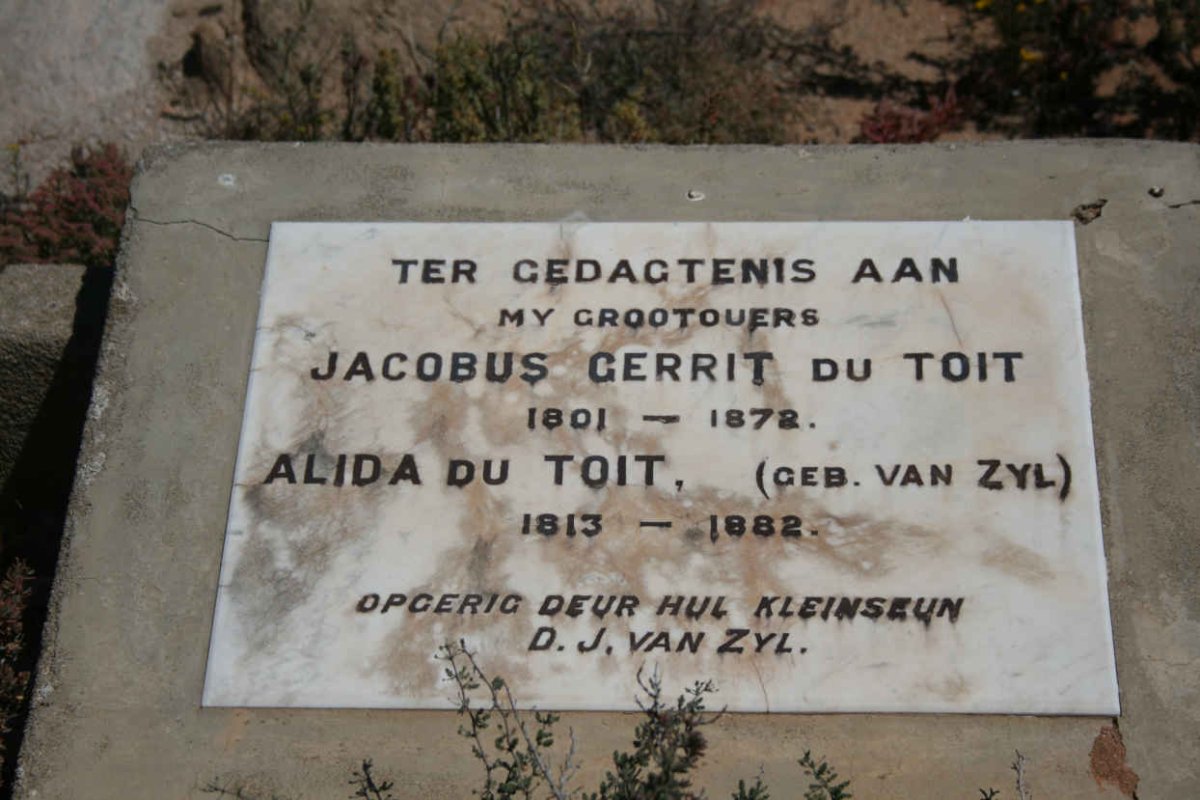 TER GEDAGTENIS AAN
MY GROOTOUERS
JACOBUS GERRIT DU TOIT
1801 — 1872.
ALIDA DU TOIT, (GEB. VAN ZYL)
1813 — 1882.
OPGERIG DEUR HUL KLEINSEUN
D. J. VAN ZYL.